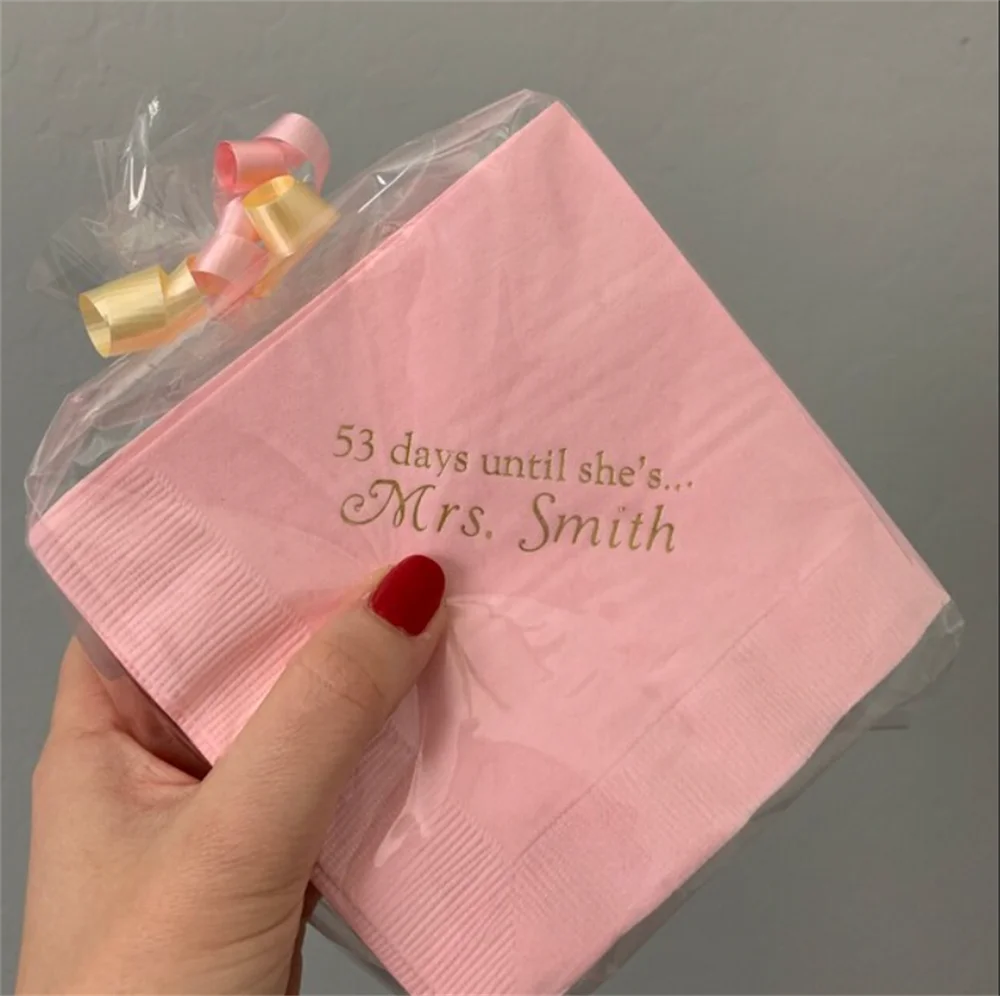 53 days until she's...
Mrs. Smith